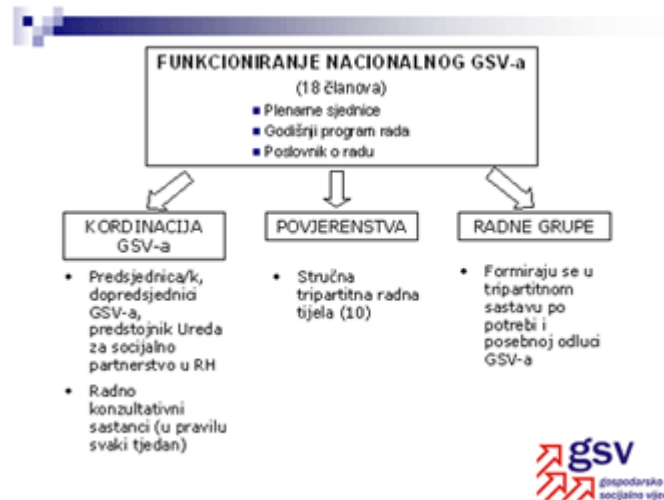 FUNKCIONIRANJE NACIONALNOG GSV-a
(18 članova)
Plename sjednice
Godišnji program rada
Poslovnik o radu
KORDINACIJA
GSV-a
Predsjednica/k,
dopredsjednici
GSV-a,
predstojnik Ureda
za socijalno
partnerstvo u RH
Radno
konzultativni
sastanci (u pravilu
svaki tjedan)
POVJERENSTVA
Stručna
tripartitna radna
tijela (10)
RADNE GRUPE
Formiraju se u
tripartitnom
sastavu po
potrebi i
posebnoj odluci
GSV-a
gsv
gospodarsko
socijalno vije